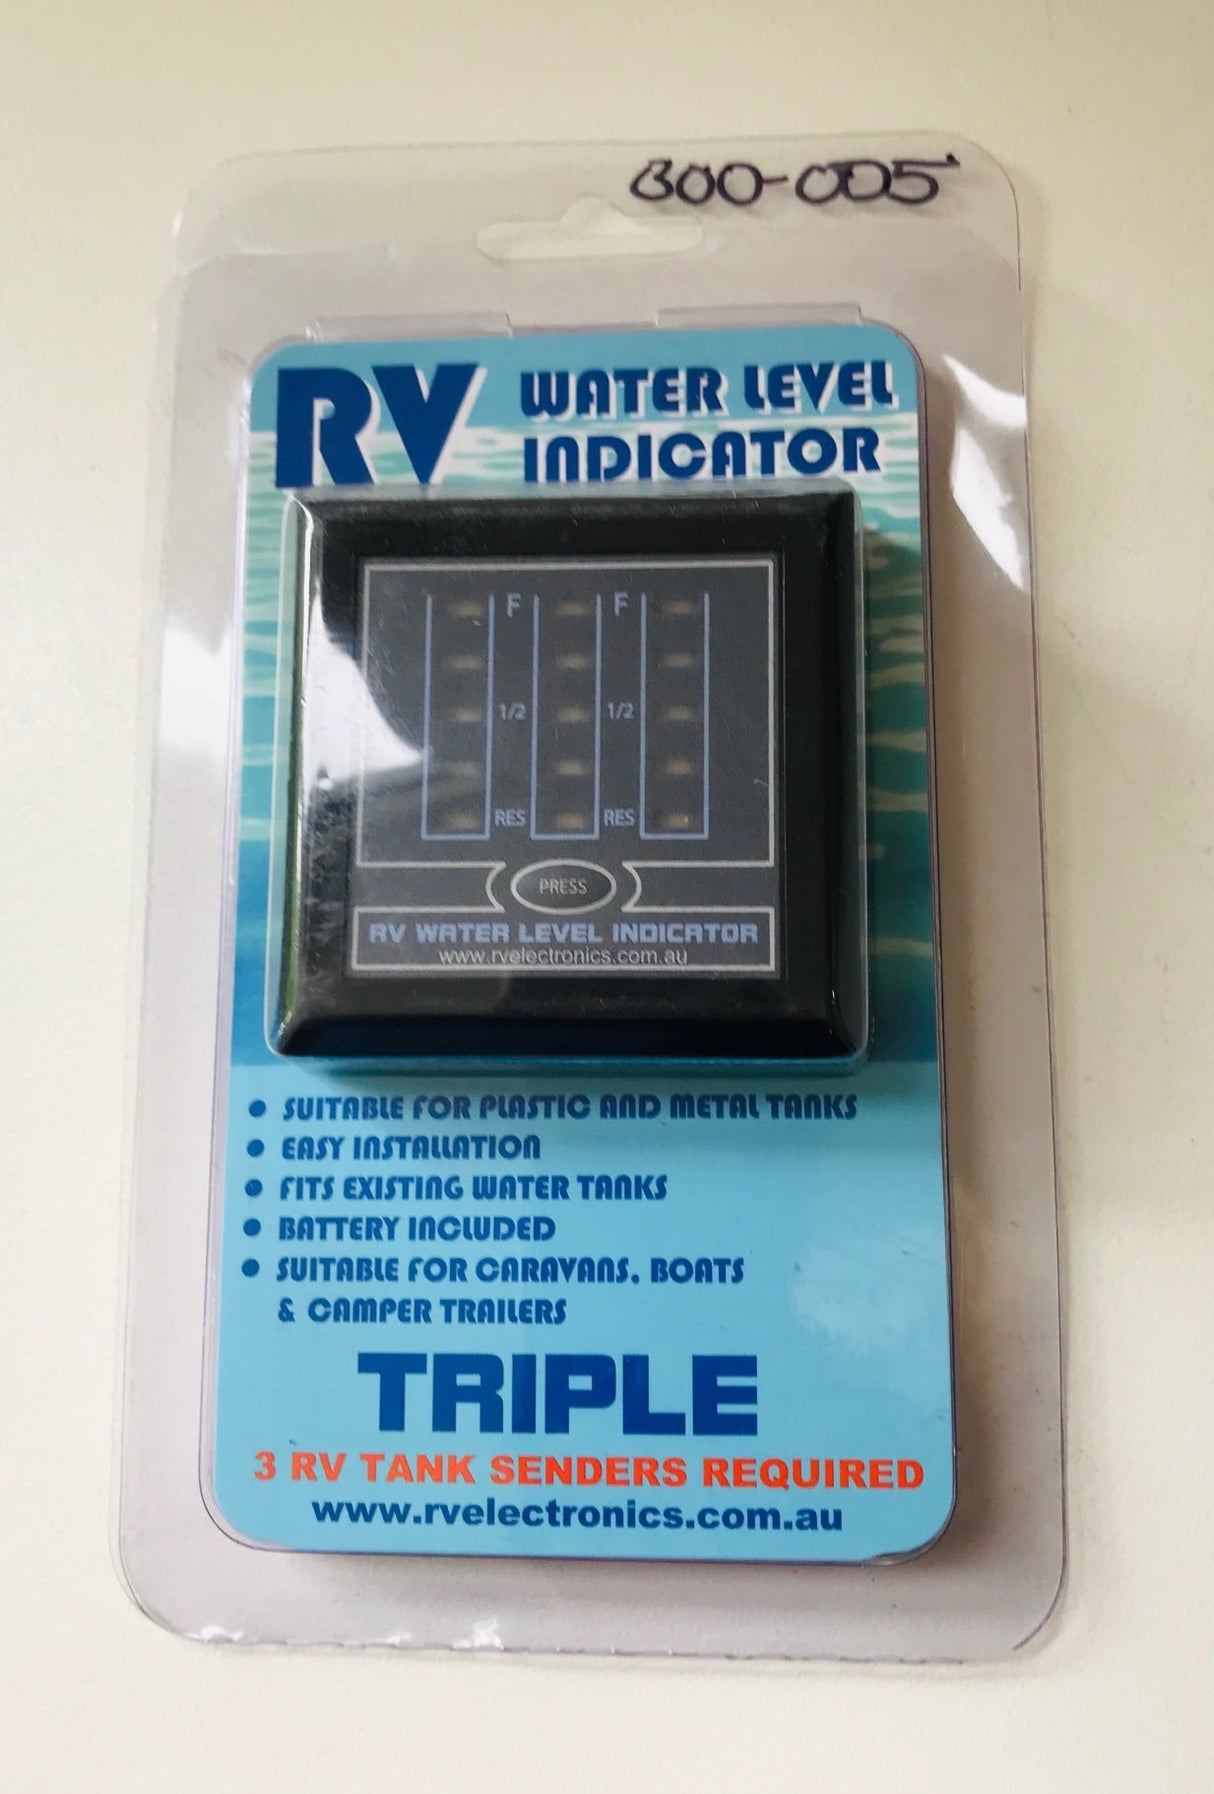 800-005
RV WATER LEVEL
INDICATOR
F F
1/2 1/2
RES RES
PRESS
RV WATER LEVEL INDICATOR
www.rvelectronics.com.au
• SUITABLE FOR PLASTIC AND METAL TANKS
• EASY INSTALLATION
• FITS EXISTING WATER TANKS
• BATTERY INCLUDED
• SUITABLE FOR CARAVANS, BOATS
& CAMPER TRAILERS
TRIPLE
3 RV TANK SENDERS REQUIRED
www.rvelectronics.com.au